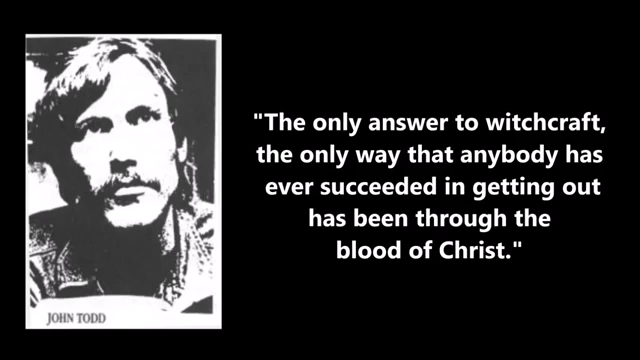 "The only answer to witchcraft,
the only way that anybody has
ever succeeded in getting out
has been through the
blood of Christ."
JOHN TODD